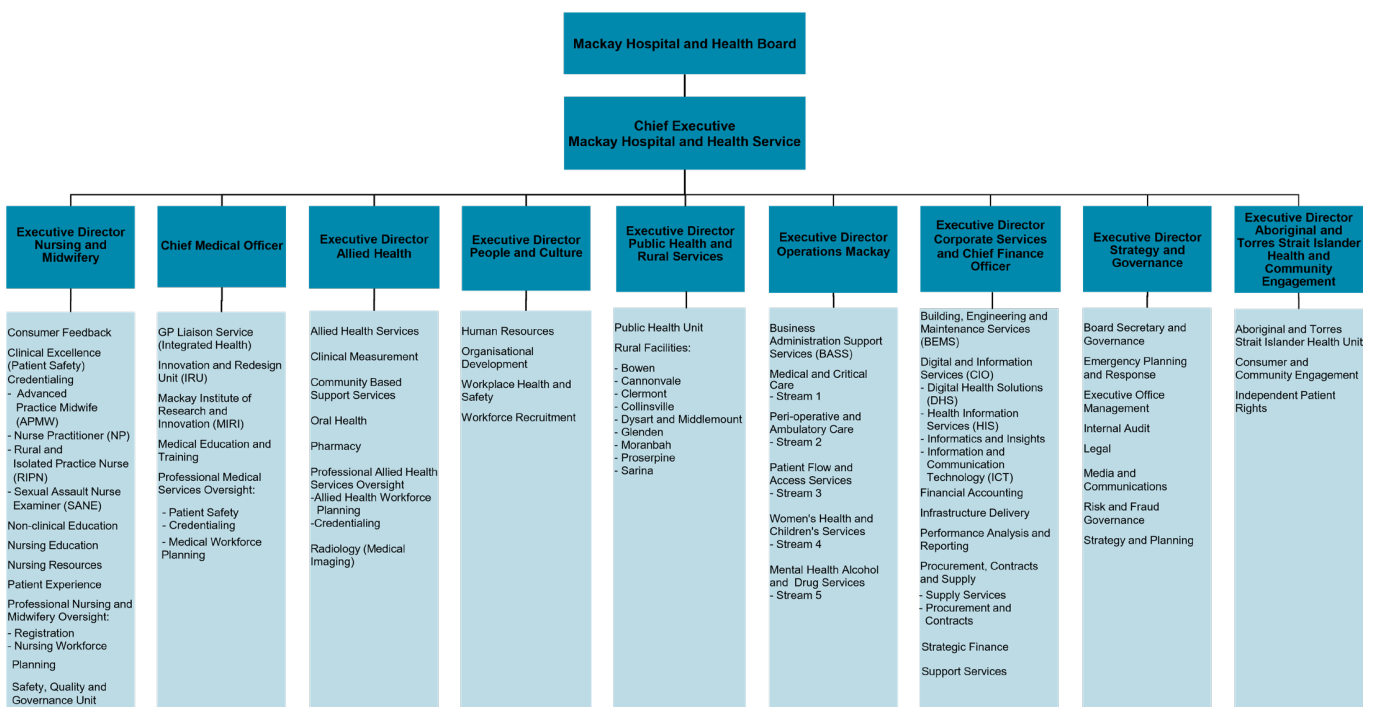 Mackay Hospital and Health Board
Chief Executive
Mackay Hospital and Health Service
Executive Director
Nursing and
Midwifery
Consumer Feedback
Clinical Excellence
(Patient Safety)
Credentialing
- Advanced
Practice Midwife
(APMW)
- Nurse Practitioner (NP)
- Rural and
Isolated Practice Nurse
(RIPN)
- Sexual Assault Nurse
Examiner (SANE)
Non-clinical Education
Nursing Education
Nursing Resources
Patient Experience
Professional Nursing and
Midwifery Oversight:
- Registration
- Nursing Workforce
Planning
Safety, Quality and
Governance Unit
Chief Medical Officer
GP Liaison Service
(Integrated Health)
Innovation and Redesign
Unit (IRU)
Mackay Institute of
Research and
Innovation (MIRI)
Medical Education and
Training
Professional Medical
Services Oversight:
- Patient Safety
- Credentialing
- Medical Workforce
Planning
Executive Director
Allied Health
Allied Health Services
Clinical Measurement
Community Based
Support Services
Oral Health
Pharmacy
Professional Allied Health
Services Oversight
-Allied Health Workforce
Planning
-Credentialing
Radiology (Medical
Imaging)
Executive Director
People and Culture
Human Resources
Organisational
Development
Workplace Health and
Safety
Workforce Recruitment
Executive Director
Public Health and
Rural Services
Public Health Unit
Rural Facilities:
- Bowen
- Cannonvale
- Clermont
- Collinsville
- Dysart and Middlemount
- Glenden
- Moranbah
- Proserpine
- Sarina
Executive Director
Operations Mackay
Business
Administration Support
Services (BASS)
Medical and Critical
Care
- Stream 1
Peri-operative and
Ambulatory Care
- Stream 2
Patient Flow and
Access Services
- Stream 3
Women's Health and
Children's Services
- Stream 4
Mental Health Alcohol
and Drug Services
- Stream 5
Executive Director
Corporate Services
and Chief Finance
Officer
Building, Engineering and
Maintenance Services
(BEMS)
Digital and Information
Services (CIO)
- Digital Health Solutions
(DHS)
- Health Information
Services (HIS)
- Informatics and Insights
- Information and
Communication
Technology (ICT)
Financial Accounting
Infrastructure Delivery
Performance Analysis and
Reporting
Procurement, Contracts
and Supply
- Supply Services
- Procurement and
Contracts
Strategic Finance
Support Services
Executive Director
Strategy and
Governance
Board Secretary and
Governance
Emergency Planning
and Response
Executive Office
Management
Internal Audit
Legal
Media and
Communications
Risk and Fraud
Governance
Strategy and Planning
Executive Director
Aboriginal and
Torres Strait Islander
Health and
Community
Engagement
Aboriginal and Torres
Strait Islander Health Unit
Consumer and
Community Engagement
Independent Patient
Rights